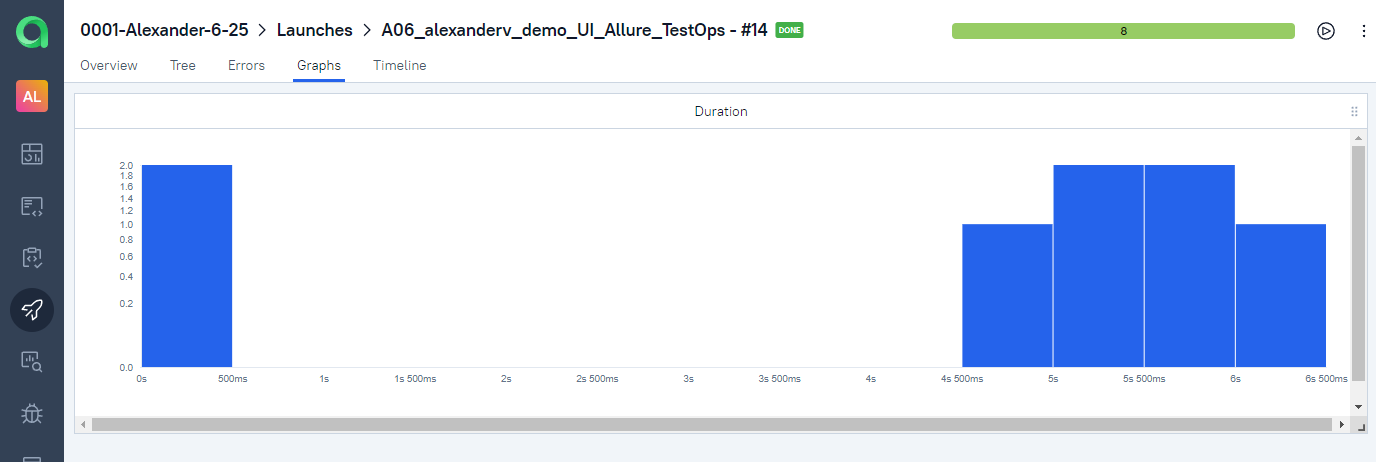 0001-Alexander-6-25 > Launches > A06_alexanderv_demo_UI_Allure_TestOps - #14 DONE 8
Overview Tree Errors Graphs Timeline
AL
Duration
2.0
1.8
1.6
1.4
1.2
1.0
0.8
0.6
0.4
0.2
0.0
0s 500ms 1s 1s 500ms 2s 2s 500ms 3s 3s 500ms 4s 4s 500ms 5s 5s 500ms 6s 6s 500ms